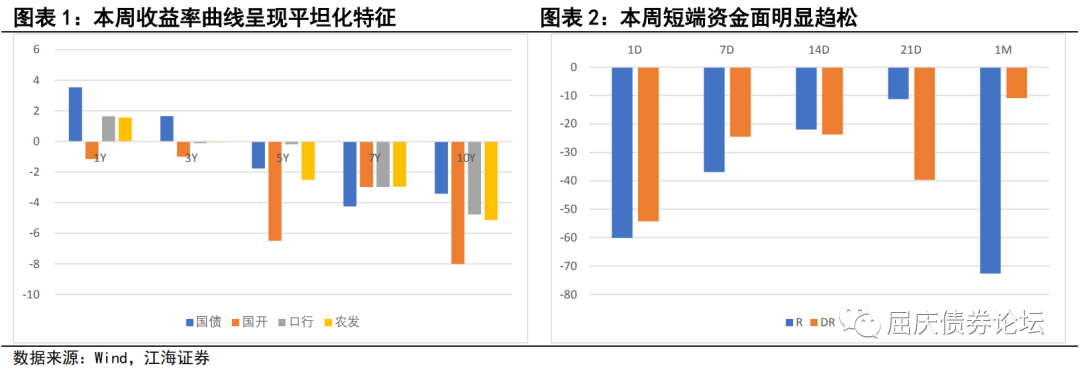 图表 1：本周收益率曲线呈现平坦化特征
6
4
2
0
-2
-4
-6
-8
-10
1Y 3Y 5Y 7Y 10Y
国债 国开 口行 农发
图表 2：本周短端资金面明显趋松
1D 7D 14D 21D 1M
0
-10
-20
-30
-40
-50
-60
-70
-80
R DR
屈庆债券论坛
数据来源：Wind，江海证券